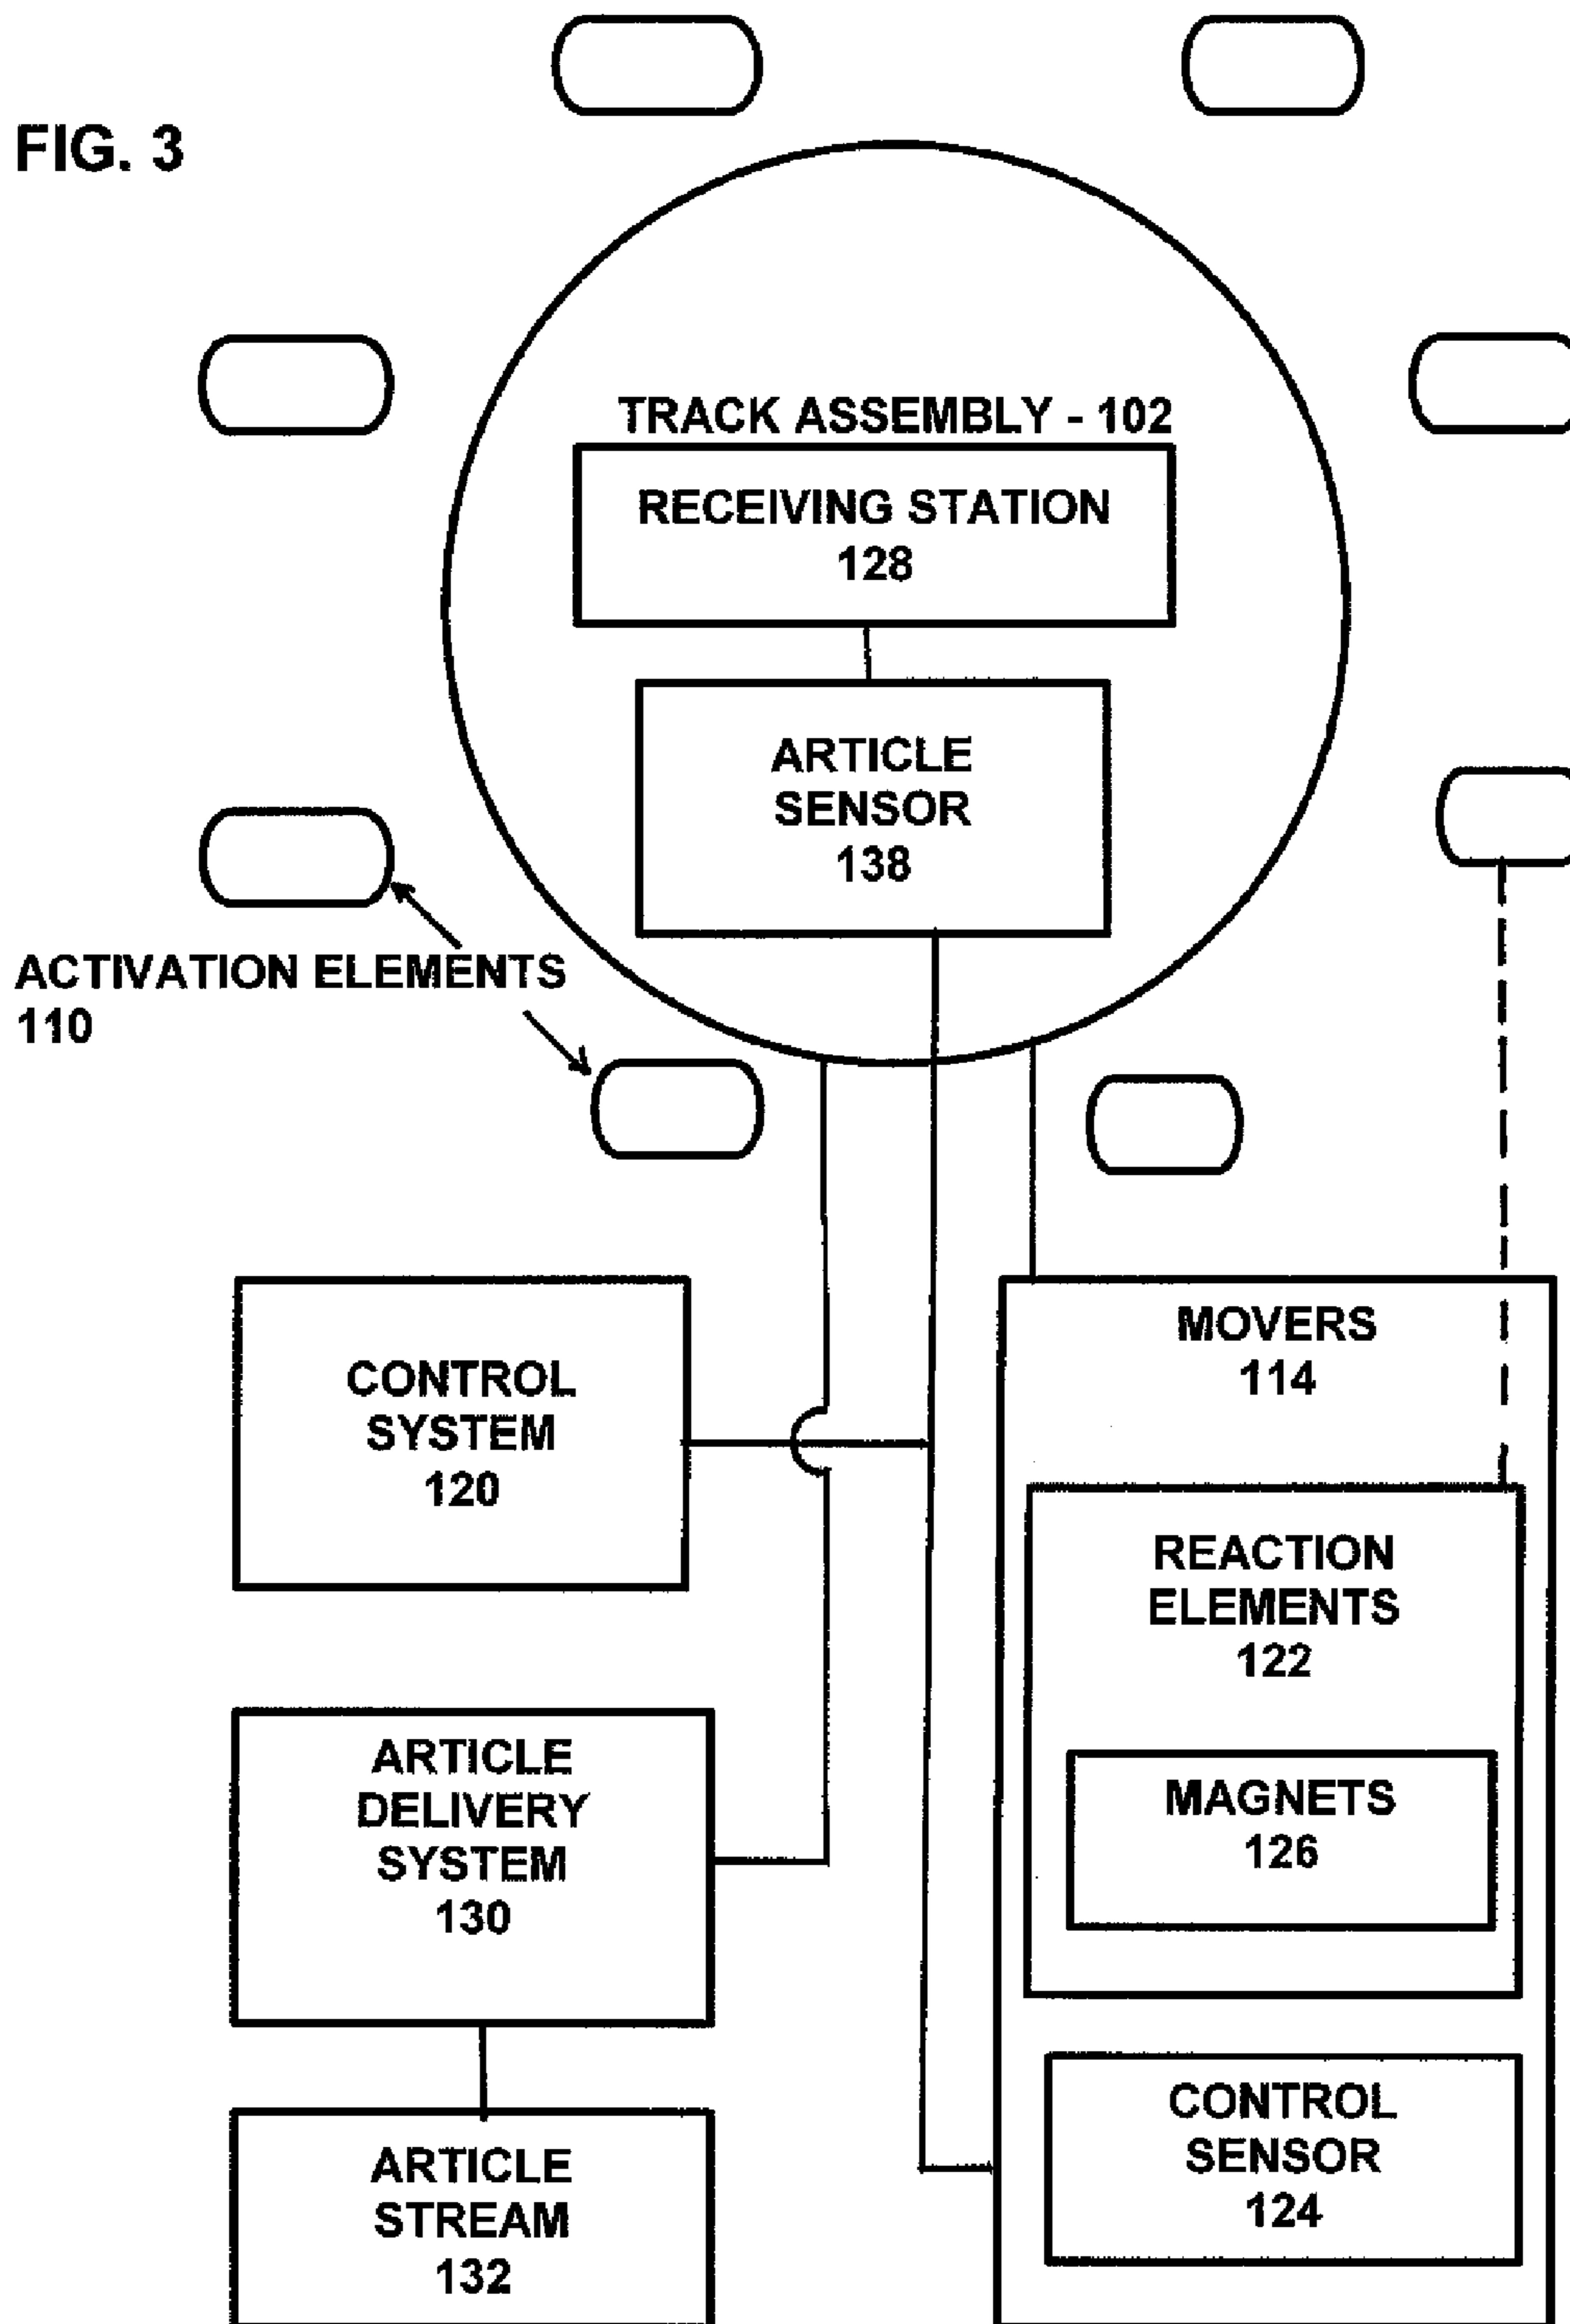 FIG. 3
TRACK ASSEMBLY - 102
RECEIVING STATION
128
ARTICLE
SENSOR
138
ACTIVATION ELEMENTS
110
CONTROL
SYSTEM
120
MOVERS
114
REACTION
ELEMENTS
122
MAGNETS
126
ARTICLE
DELIVERY
SYSTEM
130
CONTROL
SENSOR
124
ARTICLE
STREAM
132